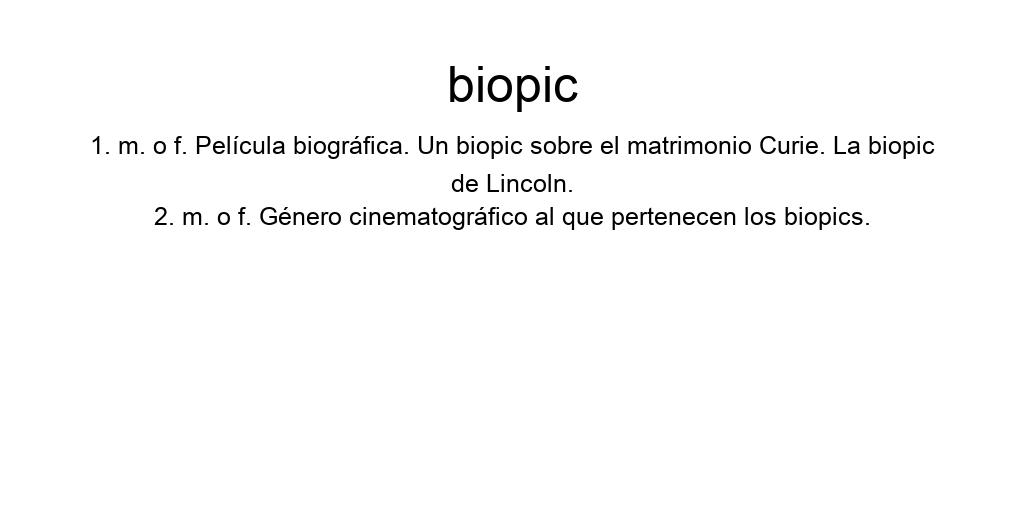 biopic
1. m. o f. Película biográfica. Un biopic sobre el matrimonio Curie. La biopic
de Lincoln.
2. m. o f. Género cinematográfico al que pertenecen los biopics.